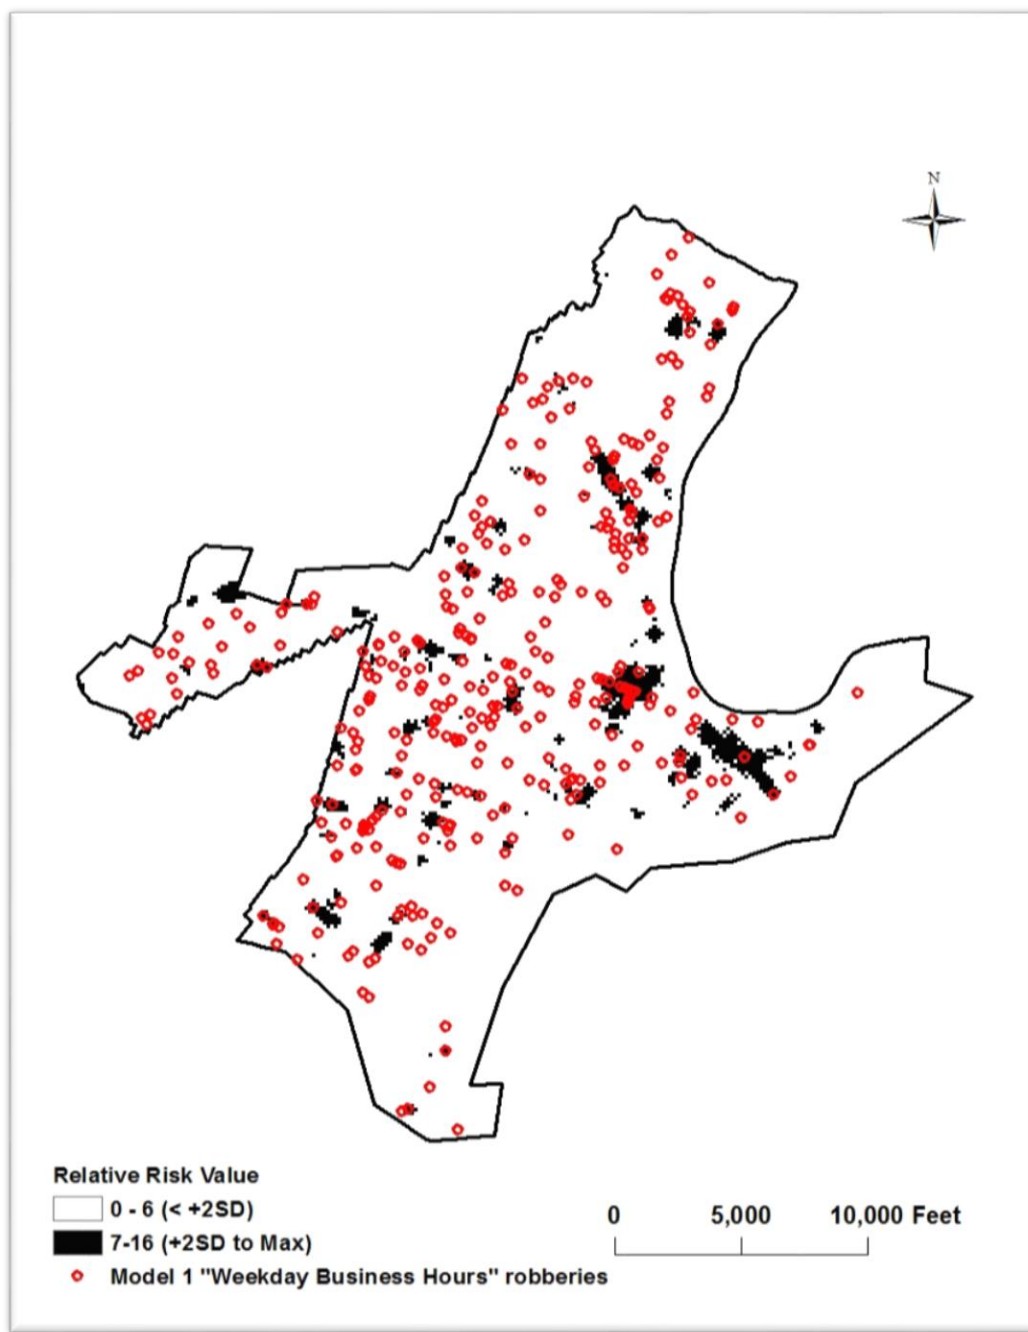 N
Relative Risk Value
0 - 6 (< +2SD)
7-16 (+2SD to Max)
Model 1 "Weekday Business Hours" robberies
0 5,000 10,000 Feet